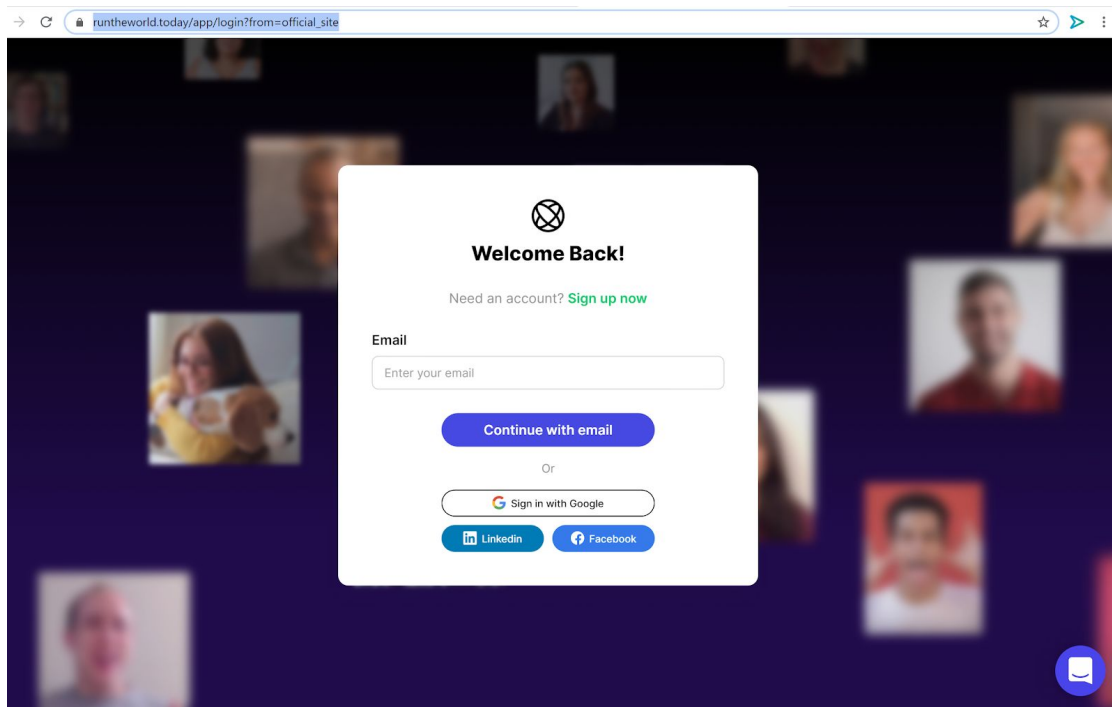 runtheworld.today/app/login?from=official_site
Welcome Back!
Need an account? Sign up now
Email
Enter your email
Continue with email
Or
Sign in with Google
in Linkedin
Facebook